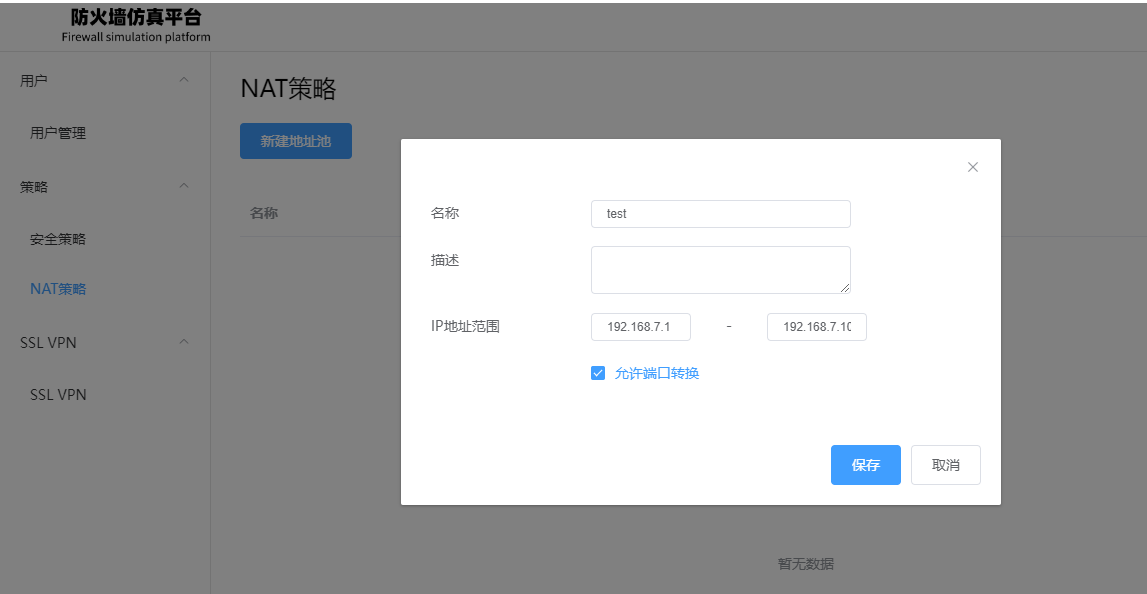 防火墙仿真平台
Firewall simulation platform
用户
用户管理
策略
安全策略
NAT策略
SSL VPN
SSL VPN
NAT策略
新建地址池
名称
名称
test
描述
IP地址范围
192.168.7.1
-
192.168.7.10
允许端口转换
保存
取消
暂无数据